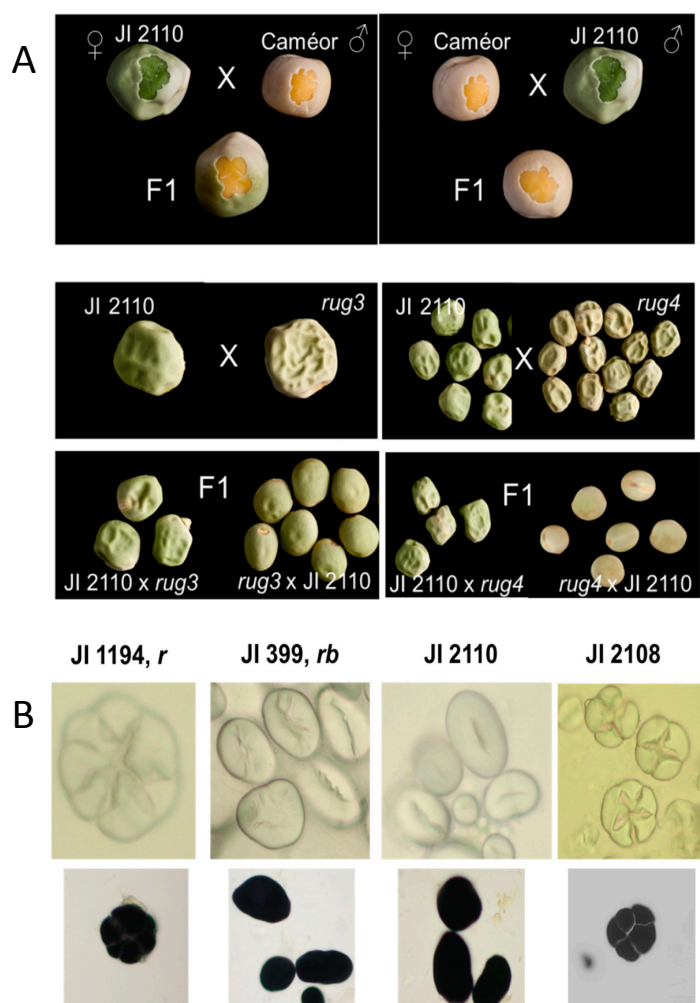 A
♀ JI 2110 X Caméor ♂
F1
♀ Caméor X JI 2110 ♂
F1
JI 2110 X rug3
JI 2110 X rug4
F1
JI 2110 x rug3 rug3 x JI 2110
F1
JI 2110 x rug4 rug4 x JI 2110
B
JI 1194, r JI 399, rb JI 2110 JI 2108